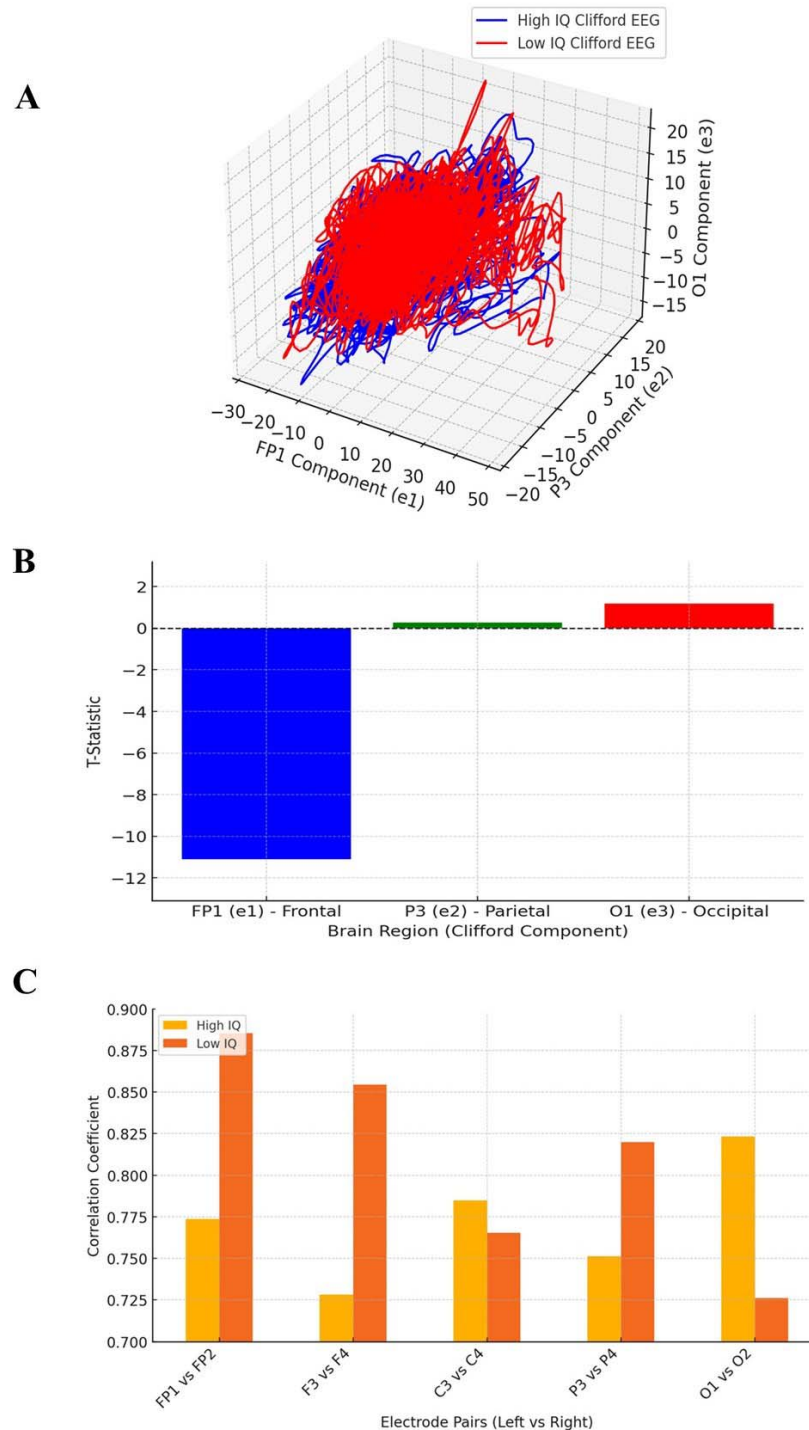 A
High IQ Clifford EEG
Low IQ Clifford EEG
20
15
10
5
0
−5
−10
−15
O1 Component (e3)
20
15
10
5
0
−5
−10
−15
−20
P3 Component (e2)
−30
−20
−10
0
10
20
30
40
50
FP1 Component (e1)
B
2
0
−2
−4
−6
−8
−10
−12
T-Statistic
FP1 (e1) - Frontal
P3 (e2) - Parietal
O1 (e3) - Occipital
Brain Region (Clifford Component)
C
High IQ
Low IQ
0.900
0.875
0.850
0.825
0.800
0.775
0.750
0.725
0.700
Correlation Coefficient
FP1 vs FP2
F3 vs F4
C3 vs C4
P3 vs P4
O1 vs O2
Electrode Pairs (Left vs Right)